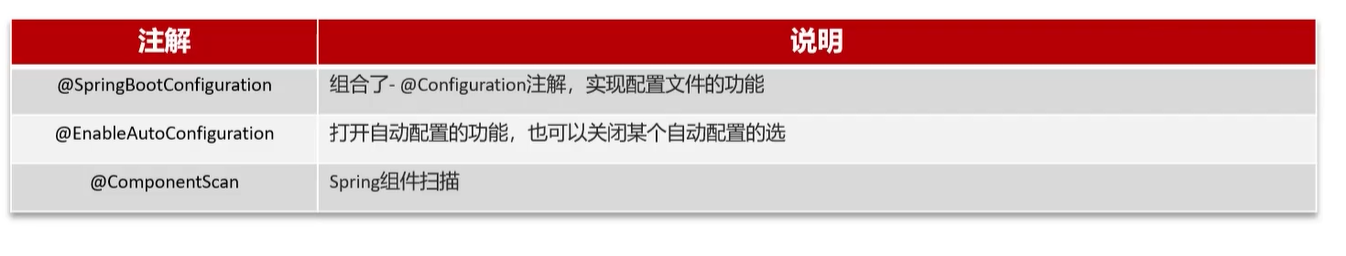 注解 说明
@SpringBootConfiguration 组合了- @Configuration注解，实现配置文件的功能
@EnableAutoConfiguration 打开自动配置的功能，也可以关闭某个自动配置的选
@ComponentScan Spring组件扫描